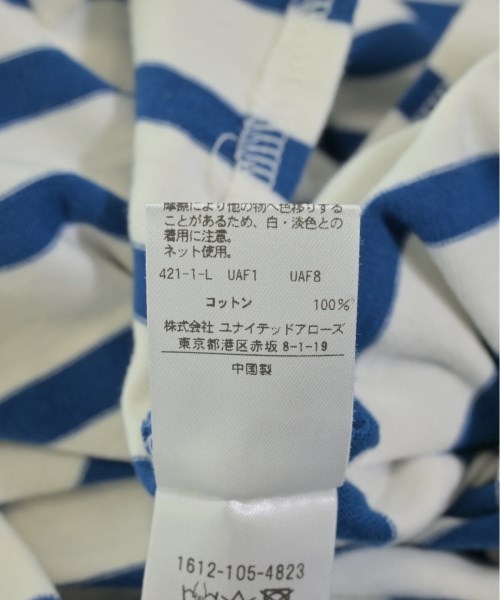 摩擦により他の物へ色移りする
ことがあるため、白・淡色との
着用に注意。
ネット使用。
421-1-L UAF1 UAF8
コットン 100%
株式会社 ユナイテッドアローズ
東京都港区赤坂8-1-19
中国製
1612-105-4823